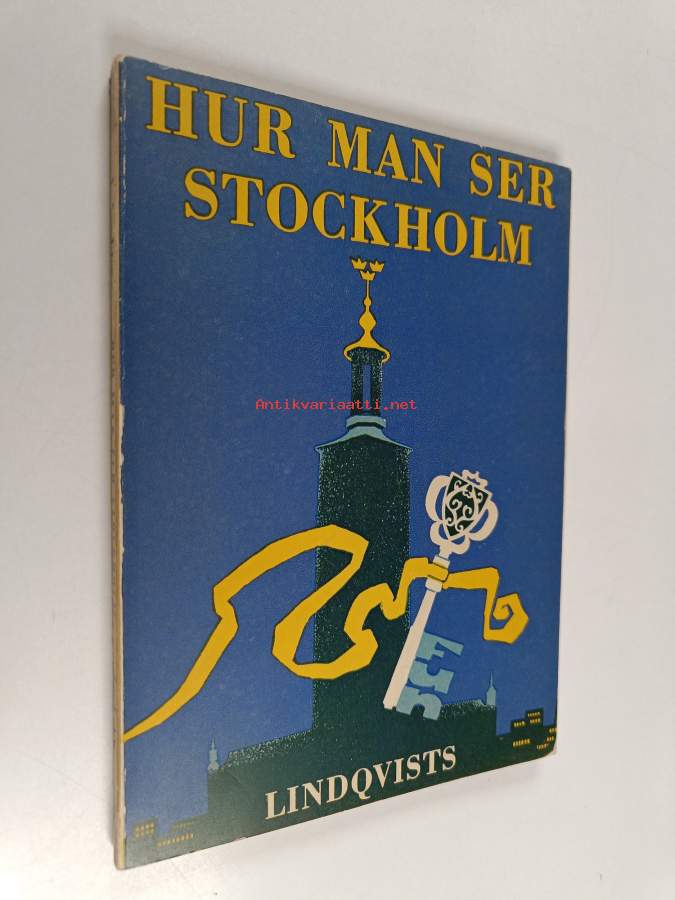 HUR MAN SER
STOCKHOLM
Antikvariaatti.net
LINDQVISTS